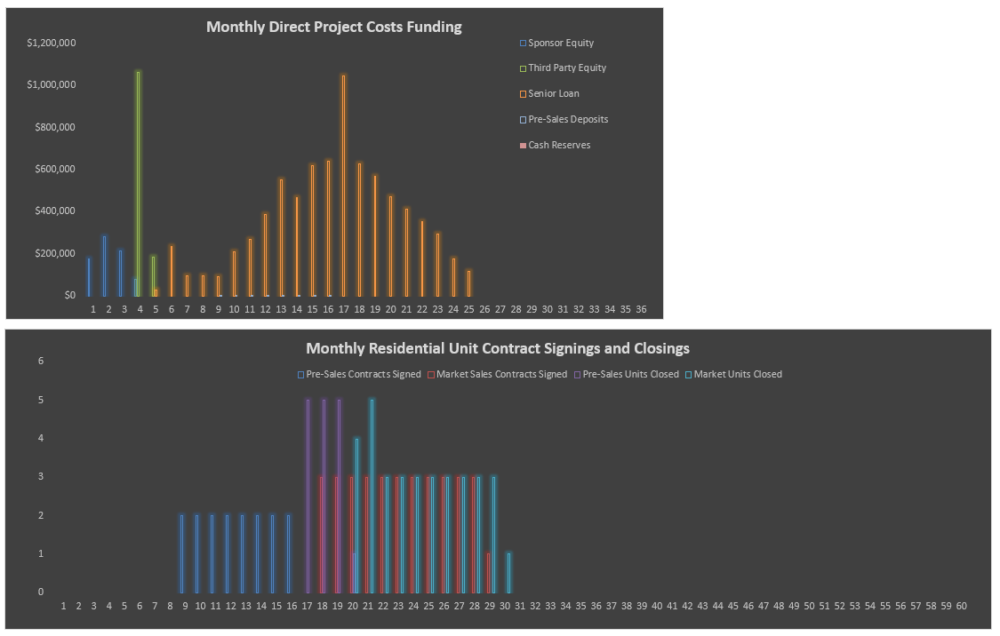 Monthly Direct Project Costs Funding
$1,200,000
Sponsor Equity
Third Party Equity
$1,000,000
Senior Loan
$800,000
Pre-Sales Deposits
Cash Reserves
$600,000
$400,000
$200,000
$0
1 2 3 4 5 6 7 8 9 10 11 12 13 14 15 16 17 18 19 20 21 22 23 24 25 26 27 28 29 30 31 32 33 34 35 36
Monthly Residential Unit Contract Signings and Closings
6
Pre-Sales Contracts Signed Market Sales Contracts Signed Pre-Sales Units Closed Market Units Closed
5
4
3
2
1
0
1 2 3 4 5 6 7 8 9 10 11 12 13 14 15 16 17 18 19 20 21 22 23 24 25 26 27 28 29 30 31 32 33 34 35 36 37 38 39 40 41 42 43 44 45 46 47 48 49 50 51 52 53 54 55 56 57 58 59 60